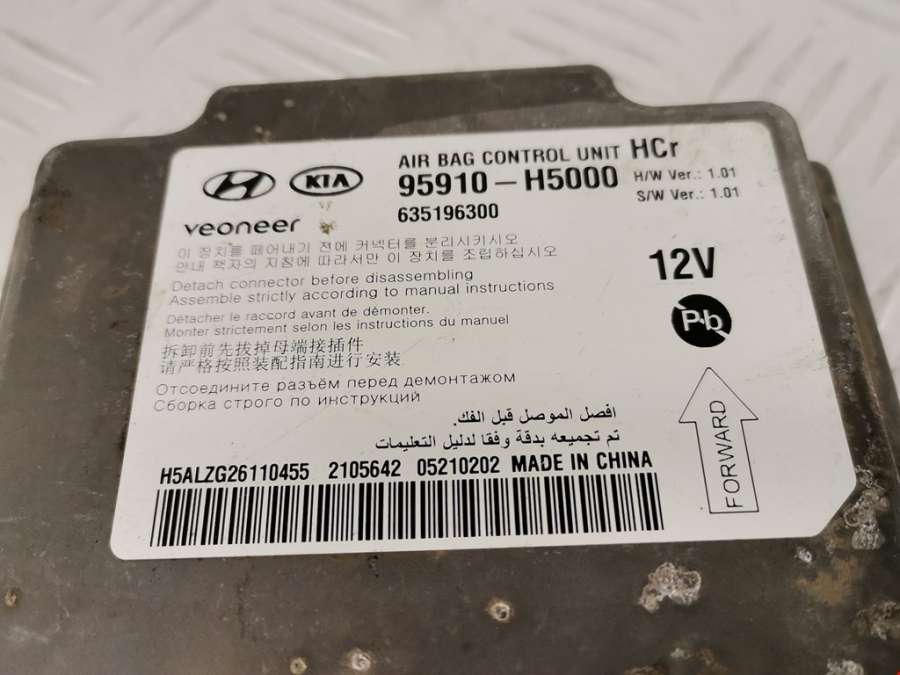 AIR BAG CONTROL UNIT HCr
KIA
95910-H5000 H/W Ver.: 1.01
S/W Ver.: 1.01
635196300
veoneer
이 장치를 떼어내기 전에 커넥터를 분리시키시오
안내 책자의 지침에 따라서만 이 장치를 조립하십시오
12V
Detach connector before disassembling
Assemble strictly according to manual instructions
Pb
Détacher le raccord avant de démonter.
Monter strictement selon les instructions du manuel
拆卸前先拔掉母端接插件
请严格按照装配指南进行安装
Отсоедините разъём перед демонтажом
Сборка строго по инструкций
افصل الموصل قبل الفك.
تم تجميعه بدقة وفقا لدليل التعليمات
FORWARD
H5ALZG26110455 2105642 05210202 MADE IN CHINA